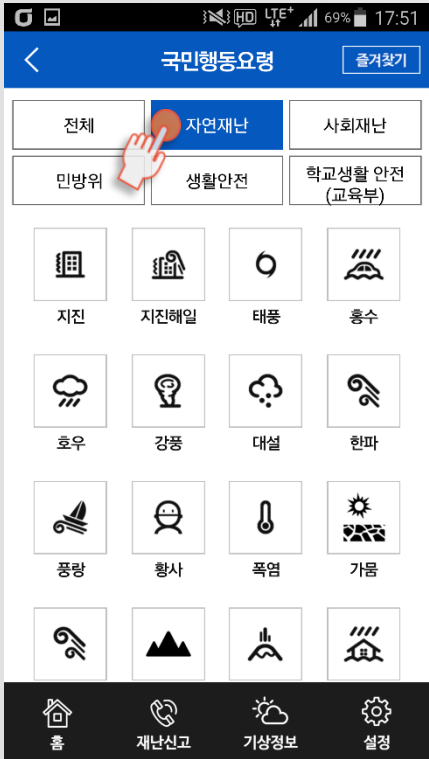 HD LTE+ 69% 17:51
국민행동요령 즐겨찾기
전체 자연재난 사회재난
민방위 생활안전 학교생활 안전
(교육부)
지진 지진해일 태풍 홍수
호우 강풍 대설 한파
풍랑 황사 폭염 가뭄
홈 재난신고 기상정보 설정